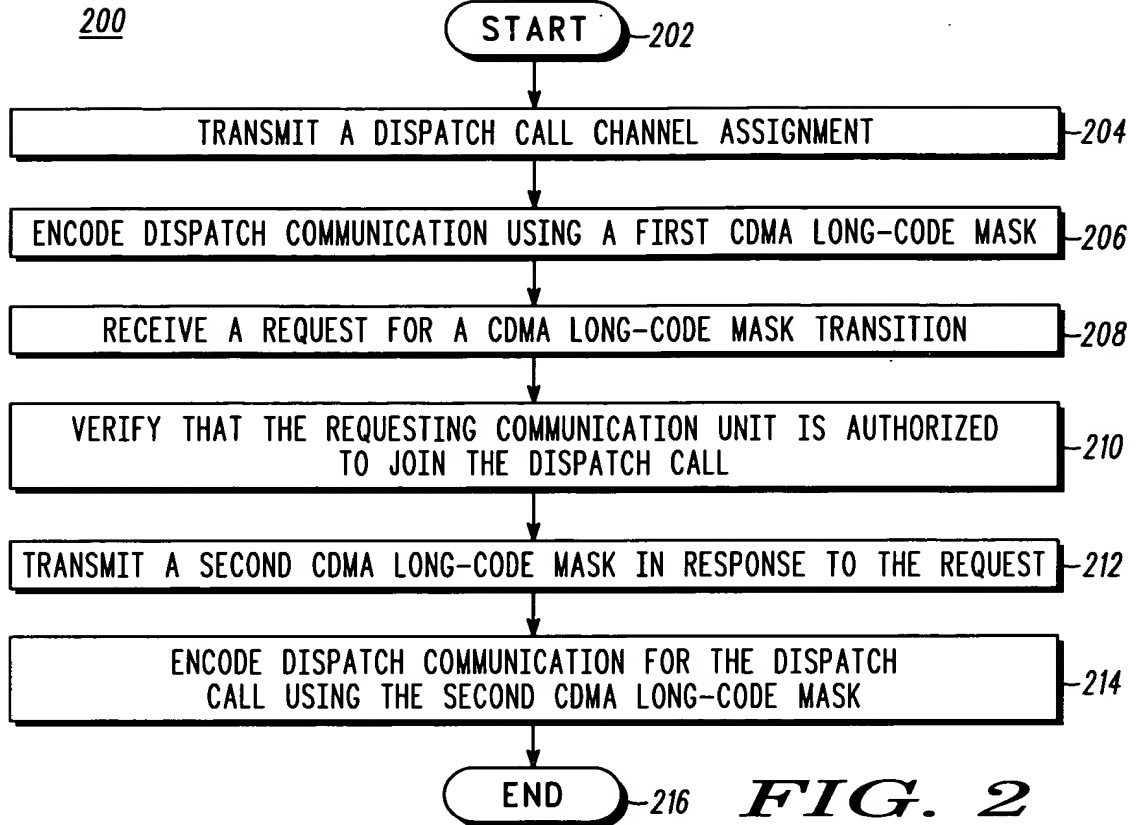 200
START
202
TRANSMIT A DISPATCH CALL CHANNEL ASSIGNMENT
204
ENCODE DISPATCH COMMUNICATION USING A FIRST CDMA LONG-CODE MASK
206
RECEIVE A REQUEST FOR A CDMA LONG-CODE MASK TRANSITION
208
VERIFY THAT THE REQUESTING COMMUNICATION UNIT IS AUTHORIZED
TO JOIN THE DISPATCH CALL
210
TRANSMIT A SECOND CDMA LONG-CODE MASK IN RESPONSE TO THE REQUEST
212
ENCODE DISPATCH COMMUNICATION FOR THE DISPATCH
CALL USING THE SECOND CDMA LONG-CODE MASK
214
END
216
FIG. 2